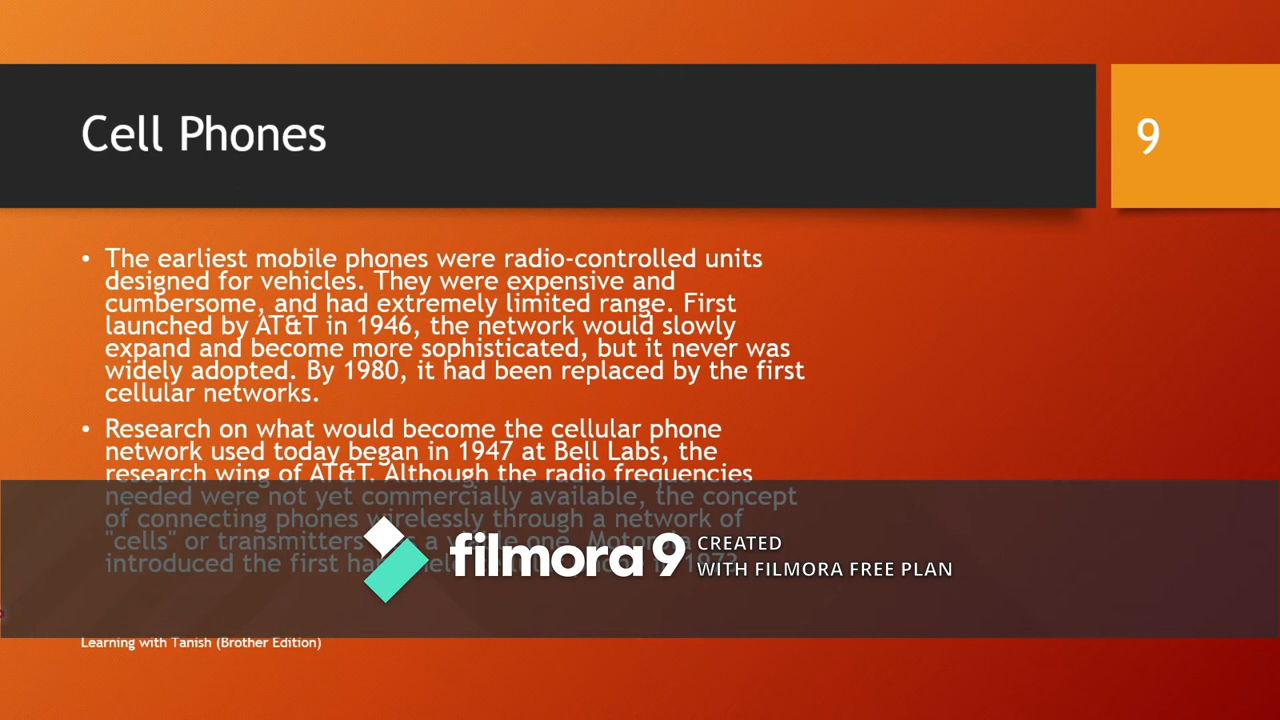 Cell Phones
9
• The earliest mobile phones were radio-controlled units
designed for vehicles. They were expensive and
cumbersome, and had extremely limited range. First
launched by AT&T in 1946, the network would slowly
expand and become more sophisticated, but it never was
widely adopted. By 1980, it had been replaced by the first
cellular networks.
• Research on what would become the cellular phone
network used today began in 1947 at Bell Labs, the
research wing of AT&T. Although the radio frequencies
needed were not yet commercially available, the concept
of connecting phones wirelessly through a network of
"cells" or transmitters a one. 
introduced the first
filmora9 CREATED
WITH FILMORA FREE PLAN
Learning with Tanish (Brother Edition)